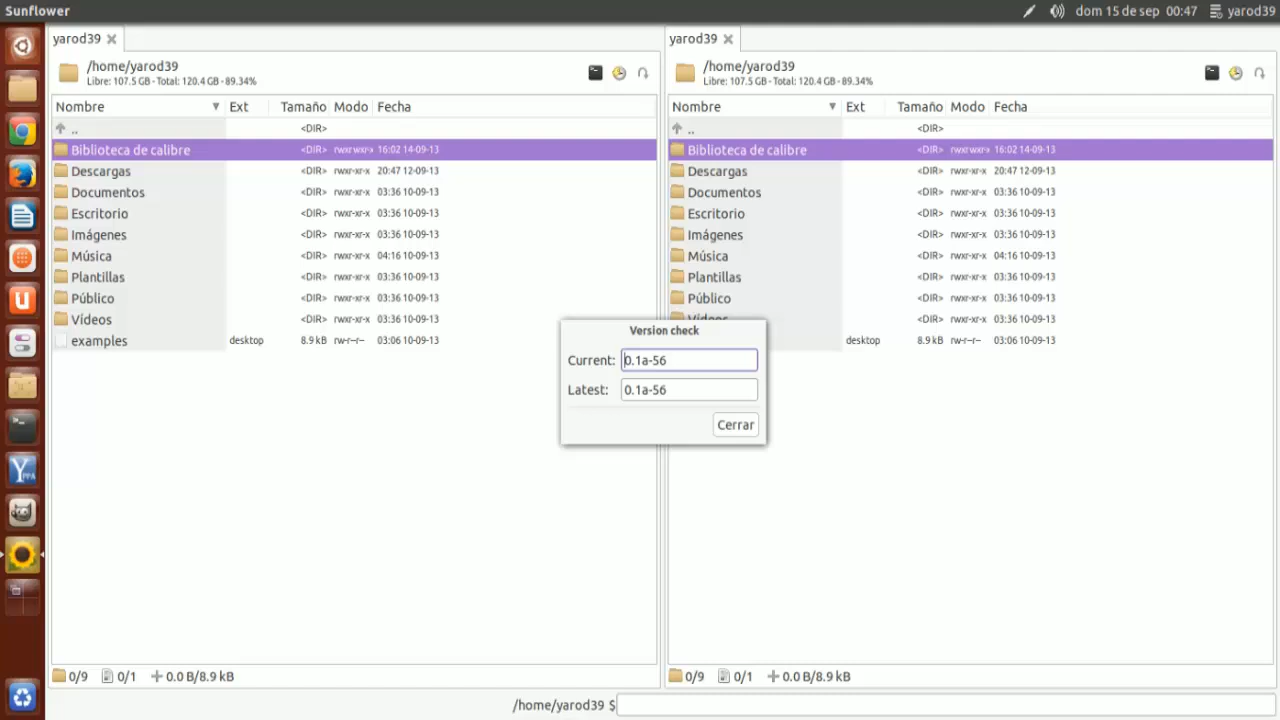 Sunflower
dom 15 de sep 00:47 yarod39
yarod39
/home/yarod39
Libre: 107.5 GB - Total: 120.4 GB - 89.34%
Nombre Ext Tamaño Modo Fecha
.. <DIR>
Biblioteca de calibre <DIR> rwxrwxr-x 16:02 14-09-13
Descargas <DIR> rwxr-xr-x 20:47 12-09-13
Documentos <DIR> rwxr-xr-x 03:36 10-09-13
Escritorio <DIR> rwxr-xr-x 03:36 10-09-13
Imágenes <DIR> rwxr-xr-x 03:36 10-09-13
Música <DIR> rwxr-xr-x 04:16 10-09-13
Plantillas <DIR> rwxr-xr-x 03:36 10-09-13
Público <DIR> rwxr-xr-x 03:36 10-09-13
Vídeos <DIR> rwxr-xr-x 03:36 10-09-13
examples desktop 8.9 kB rw-r--r-- 03:06 10-09-13
0/9 0/1 0.0 B/8.9 kB
yarod39
/home/yarod39
Libre: 107.5 GB - Total: 120.4 GB - 89.34%
Nombre Ext Tamaño Modo Fecha
.. <DIR>
Biblioteca de calibre <DIR> rwxrwxr-x 16:02 14-09-13
Descargas <DIR> rwxr-xr-x 20:47 12-09-13
Documentos <DIR> rwxr-xr-x 03:36 10-09-13
Escritorio <DIR> rwxr-xr-x 03:36 10-09-13
Imágenes <DIR> rwxr-xr-x 03:36 10-09-13
Música <DIR> rwxr-xr-x 04:16 10-09-13
Plantillas <DIR> rwxr-xr-x 03:36 10-09-13
Público <DIR> rwxr-xr-x 03:36 10-09-13
Vídeos <DIR> rwxr-xr-x 03:36 10-09-13
desktop 8.9 kB rw-r--r-- 03:06 10-09-13
0/9 0/1 0.0 B/8.9 kB
Version check
Current: 0.1a-56
Latest: 0.1a-56
Cerrar
/home/yarod39 $